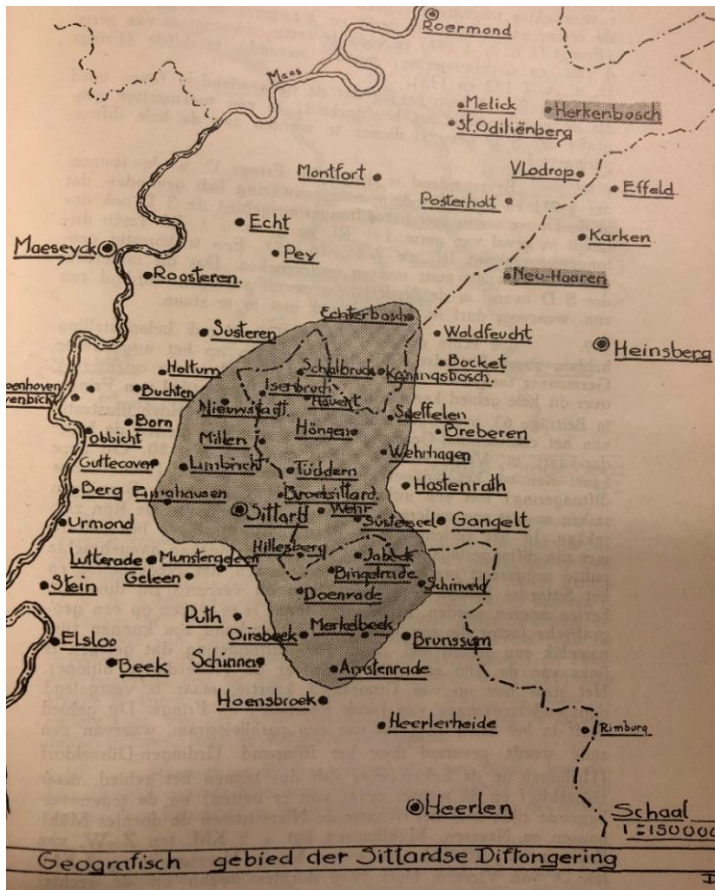 Roermond
Maas
Melick
Herkenbosch
St. Odiliënberg
Montfort
Vlodrop
Effeld
Posterholt
Echt
Karken
Maeseyck
Pey
Roosteren
Neu-Haaren
Echterbosch
Susteren
Woldfeucht
Heinsberg
Holtum
Schalbruch
Bocket
Koningsbosch
Isenbruch
Buchten
Havert
Nieuwstadt
Saeffelen
Born
Höngen
Breberen
Obbicht
Millen
Guttecoven
Limbricht
Wehrhagen
Tüddern
Hastenrath
Berg
Einighausen
Broeksittard
Sittard
Wehr
Süsterseel
Gangelt
Urmond
Hillesberg
Lutterade
Munstergeleen
Jabeek
Geleen
Bingelrade
Schinveld
Stein
Doenrade
Puth
Oirsbeek
Merkelbeek
Brunssum
Elsloo
Beek
Schinnen
Amstenrade
Hoensbroek
Heerlerheide
Rimburg
Heerlen
Schaal
1:150000
Geografisch gebied der Sittardse Diftongering